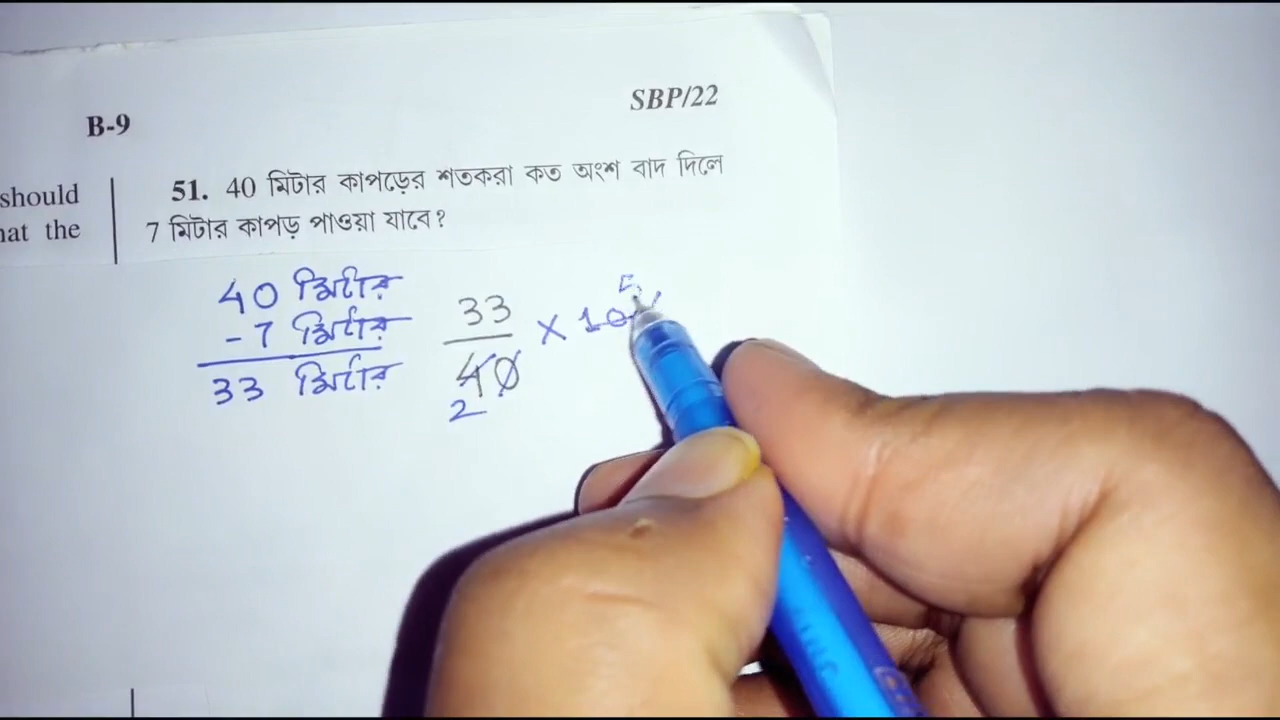 B-9
SBP/22
should
hat the
51. 40 মিটার কাপড়ের শতকরা কত অংশ বাদ দিলে
7 মিটার কাপড় পাওয়া যাবে?
40 মিটার
- 7 মিটার
33 মিটার
33
40
2
× 10
5